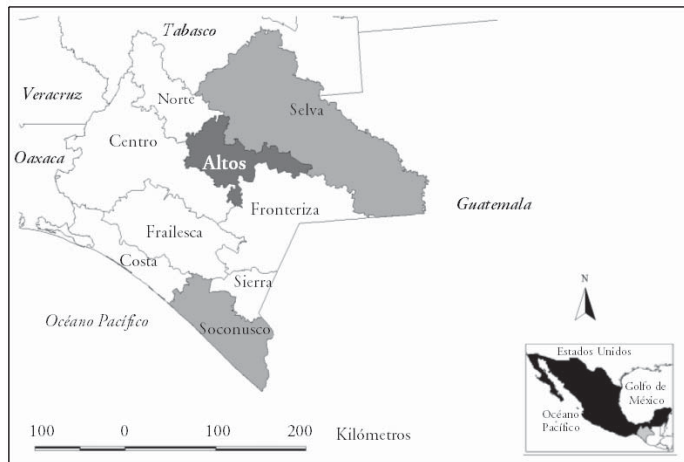 Tabasco
Veracruz
Norte
Selva
Centro
Oaxaca
Altos
Fronteriza
Guatemala
Frailesca
Costa
Sierra
Océano Pacífico
Soconusco
N
Estados Unidos
Golfo de
México
Océano
Pacífico
100 0 100 200 Kilómetros